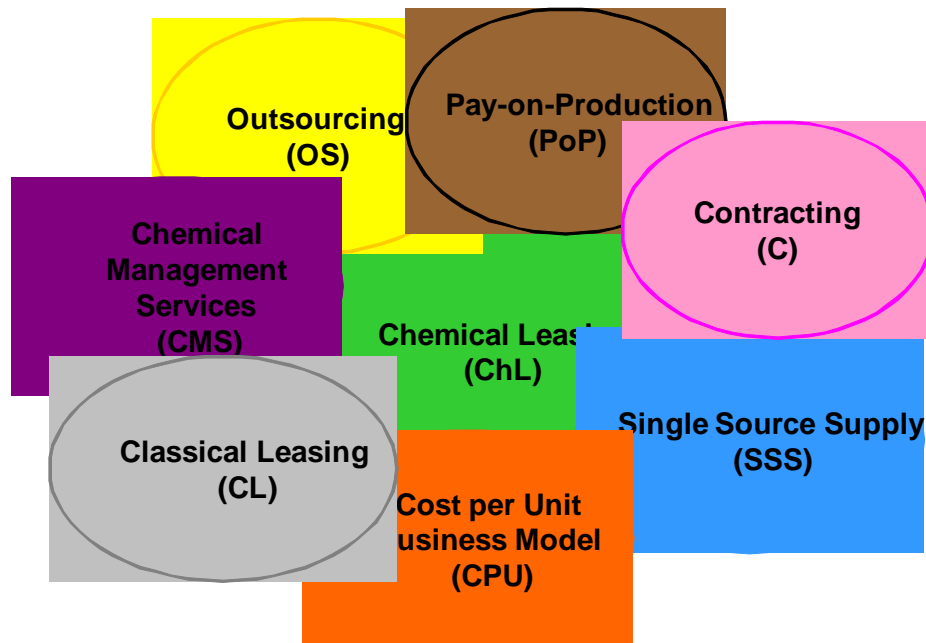 Outsourcing
(OS)
Pay-on-Production
(PoP)
Contracting
(C)
Chemical
Management
Services
(CMS)
Chemical Leasi
(ChL)
Single Source Supply
(SSS)
Classical Leasing
(CL)
Cost per Unit
usiness Model
(CPU)